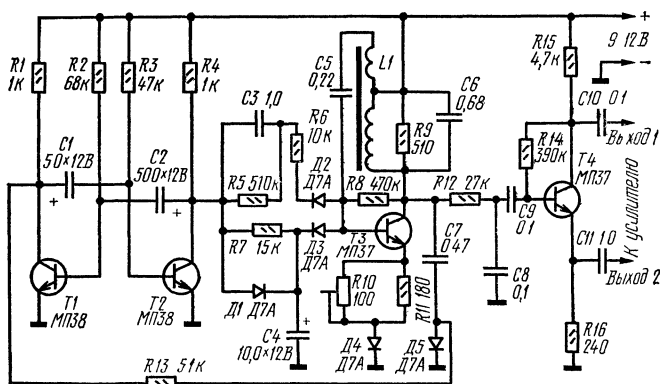 R1
1к
R2
68к
R3
47к
R4
1к
C1
5,0×12В
+
C2
500×12В
+
T1
МП38
T2
МП38
R13 51к
C3 1,0
R5 510к
R6
10к
R7
15к
Д1 Д7А
Д2
Д7А
Д3
Д7А
C4
10,0×12В
+
C5
0,22
L1
C6
0,68
R9
510
R8 470к
T3
МП37
R10
100
R11 180
Д4
Д7А
Д5
Д7А
C7
0,47
R12 27к
C8
0,1
C9
0,1
R14
390к
R15
4,7к
T4
МП37
R16
240
C10 0,1
C11 1,0
+
9 12В
−
Выход 1
К усилителю
Выход 2